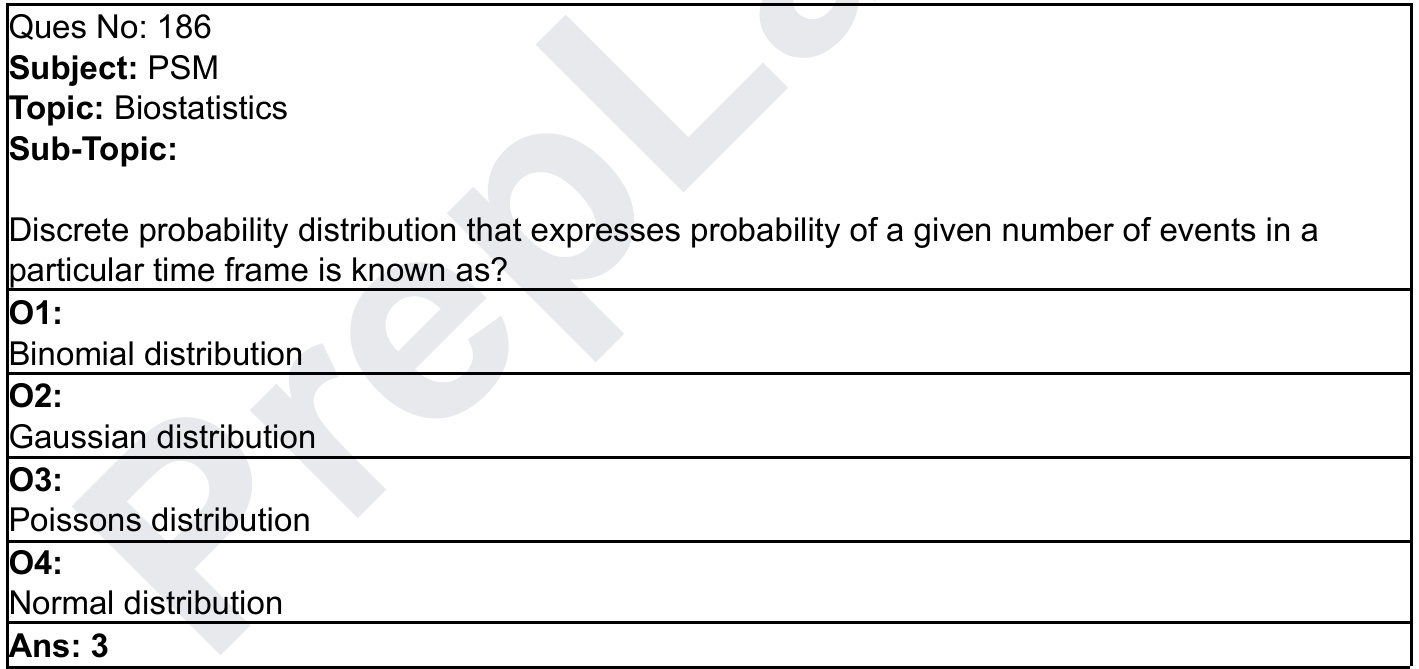 Ques No: 186
Subject: PSM
Topic: Biostatistics
Sub-Topic:
Discrete probability distribution that expresses probability of a given number of events in a
particular time frame is known as?
O1:
Binomial distribution
O2:
Gaussian distribution
O3:
Poissons distribution
O4:
Normal distribution
Ans: 3